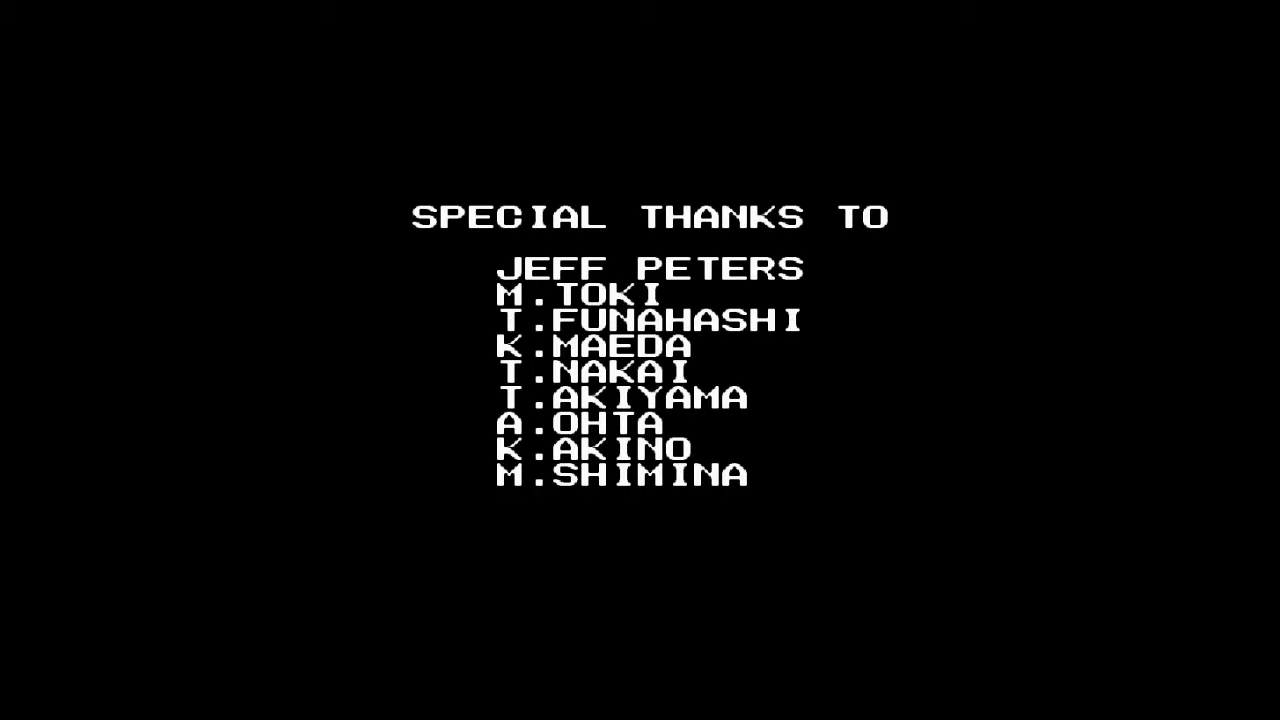 SPECIAL THANKS TO
JEFF PETERS
M.TOKI
T.FUNAHASHI
K.MAEDA
T.NAKAI
T.AKIYAMA
A.OHTA
K.AKINO
M.SHIMINA